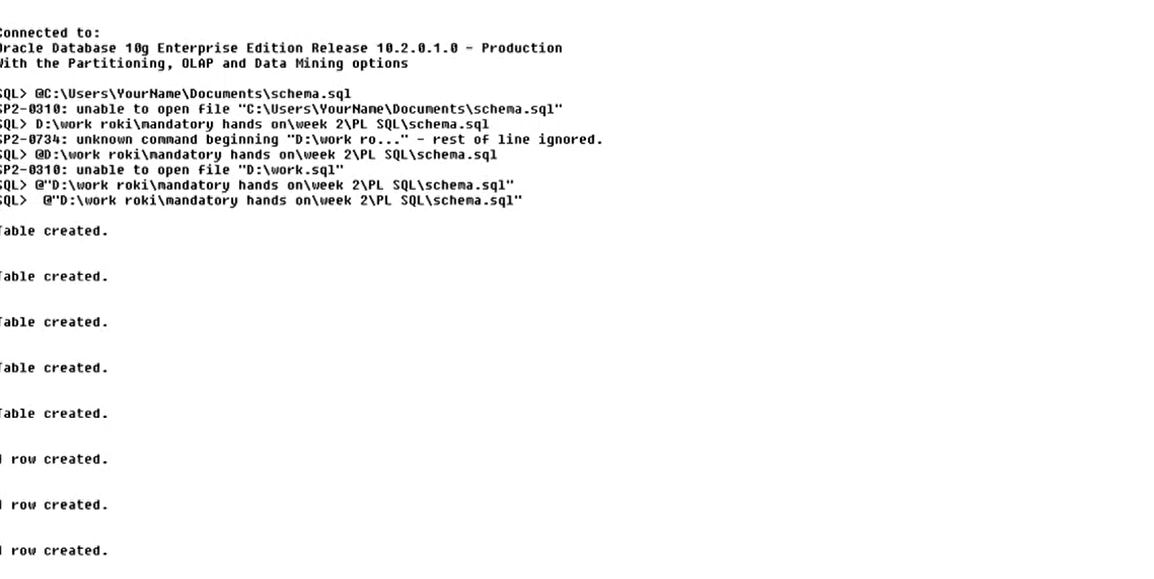 Connected to:
Oracle Database 10g Enterprise Edition Release 10.2.0.1.0 - Production
With the Partitioning, OLAP and Data Mining options
SQL> @C:\Users\YourName\Documents\schema.sql
SP2-0310: unable to open file "C:\Users\YourName\Documents\schema.sql"
SQL> D:\work roki\mandatory hands on\week 2\PL SQL\schema.sql
SP2-0734: unknown command beginning "D:\work ro..." - rest of line ignored.
SQL> @D:\work roki\mandatory hands on\week 2\PL SQL\schema.sql
SP2-0310: unable to open file "D:\work.sql"
SQL> @"D:\work roki\mandatory hands on\week 2\PL SQL\schema.sql"
SQL>  @"D:\work roki\mandatory hands on\week 2\PL SQL\schema.sql"
Table created.
Table created.
Table created.
Table created.
Table created.
1 row created.
1 row created.
1 row created.